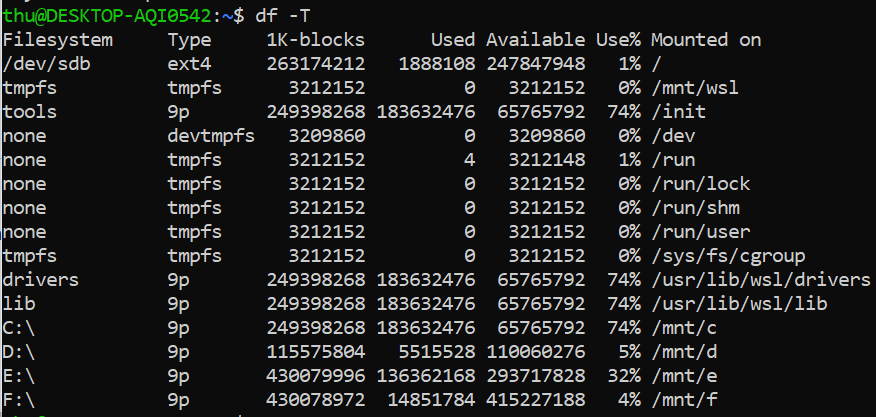 thu@DESKTOP-AQI0542:~$ df -T
Filesystem     Type     1K-blocks      Used Available Use% Mounted on
/dev/sdb       ext4     263174212   1888108 247847948   1% /
tmpfs          tmpfs      3212152         0   3212152   0% /mnt/wsl
tools          9p       249398268 183632476  65765792  74% /init
none           devtmpfs   3209860         0   3209860   0% /dev
none           tmpfs      3212152         4   3212148   1% /run
none           tmpfs      3212152         0   3212152   0% /run/lock
none           tmpfs      3212152         0   3212152   0% /run/shm
none           tmpfs      3212152         0   3212152   0% /run/user
tmpfs          tmpfs      3212152         0   3212152   0% /sys/fs/cgroup
drivers        9p       249398268 183632476  65765792  74% /usr/lib/wsl/drivers
lib            9p       249398268 183632476  65765792  74% /usr/lib/wsl/lib
C:\            9p       249398268 183632476  65765792  74% /mnt/c
D:\            9p       115575804   5515528 110060276   5% /mnt/d
E:\            9p       430079996 136362168 293717828  32% /mnt/e
F:\            9p       430078972  14851784 415227188   4% /mnt/f